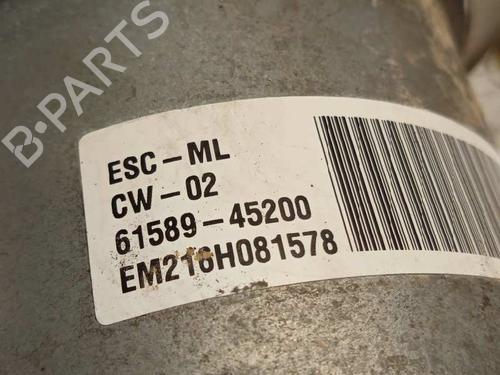 B-PARTS
ESC-ML
CW-02
61589-45200
EM216H081578